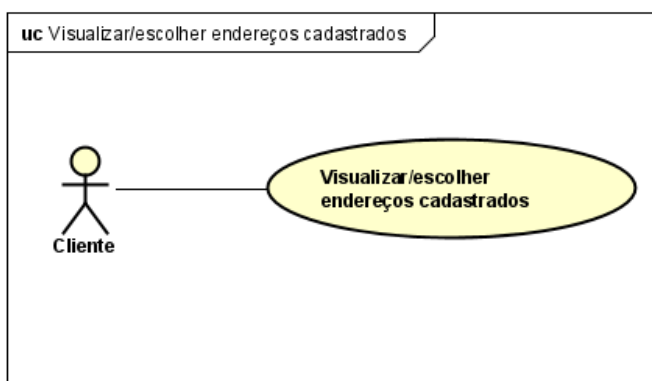 uc Visualizar/escolher endereços cadastrados
Visualizar/escolher
endereços cadastrados
Cliente